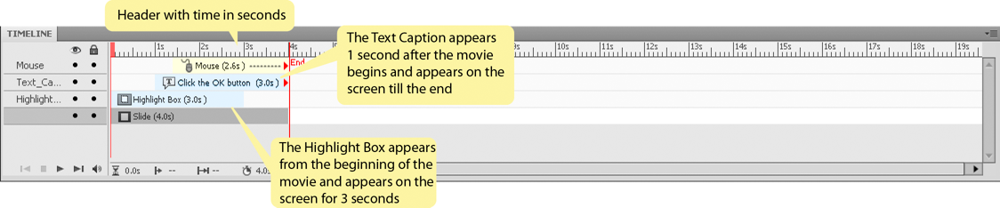 Header with time in seconds
TIMELINE
1s 2s 3s 4s 10s 11s 12s 13s 14s 15s 16s 17s 18s 19s
The Text Caption appears
1 second after the movie
begins and appears on the
screen till the end
Mouse Mouse (2.6s) End
Text_Ca... Click the OK button (3.0s)
Highlight... Highlight Box (3.0s)
Slide (4.0s)
The Highlight Box appears
from the beginning of the
movie and appears on the
screen for 3 seconds
0.0s -- -- 4.0s